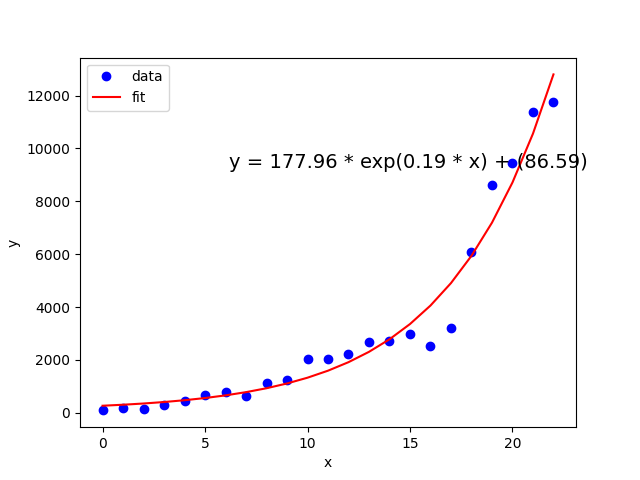 data
fit
y = 177.96 * exp(0.19 * x) + (86.59)
12000
10000
8000
6000
4000
2000
0
y
0 5 10 15 20
x